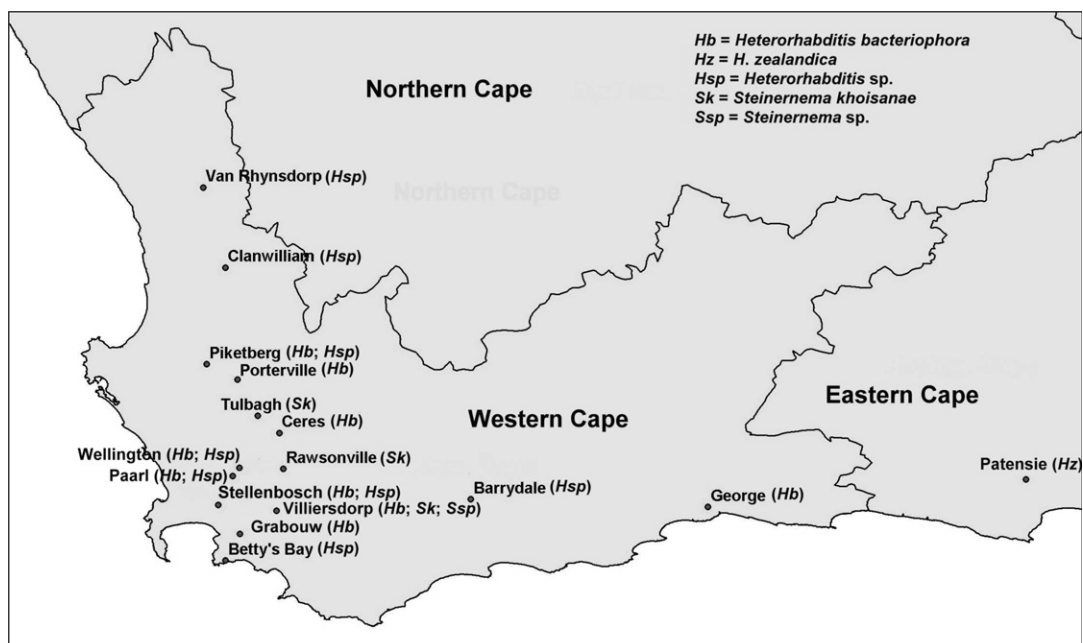 Hb = Heterorhabditis bacteriophora
Hz = H. zealandica
Hsp = Heterorhabditis sp.
Sk = Steinernema khoisanae
Ssp = Steinernema sp.
Northern Cape
Van Rhynsdorp (Hsp)
Northern Cape
Clanwilliam (Hsp)
Piketberg (Hb; Hsp)
Porterville (Hb)
Tulbagh (Sk)
Ceres (Hb)
Western Cape
Eastern Cape
Wellington (Hb; Hsp)
Rawsonville (Sk)
Paarl (Hb; Hsp)
Patensie (Hz)
Stellenbosch (Hb; Hsp)
Barrydale (Hsp)
George (Hb)
Villiersdorp (Hb; Sk; Ssp)
Grabouw (Hb)
Betty's Bay (Hsp)